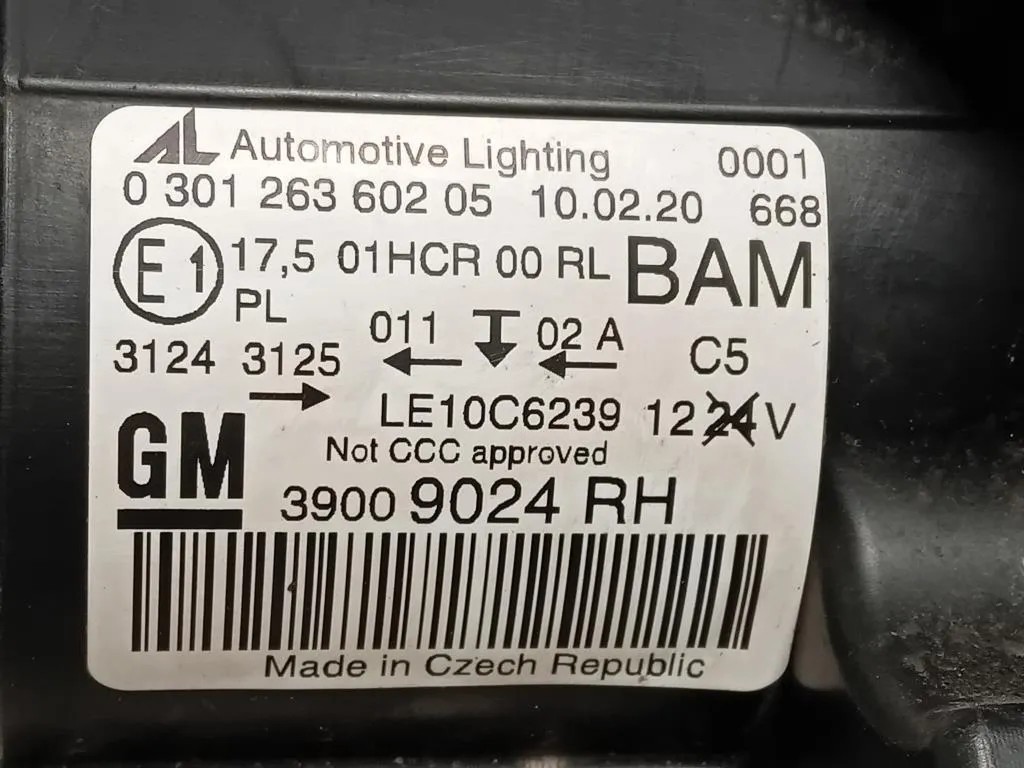 AL Automotive Lighting 0001
0 301 263 602 05 10.02.20 668
E1 17,5 01HCR 00 RL BAM
PL
3124 3125 011 02 A C5
LE10C6239 12 24 V
Not CCC approved
GM 3900 9024 RH
Made in Czech Republic